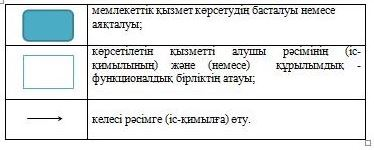 мемлекеттік қызмет көрсетудің басталуы немесе
аяқталуы;
көрсетілетін қызметті алушы рәсімінің (іс-
қимылының) және (немесе) құрылымдық -
функционалдық бірліктің атауы;
келесі рәсімге (іс-қимылға) өту.